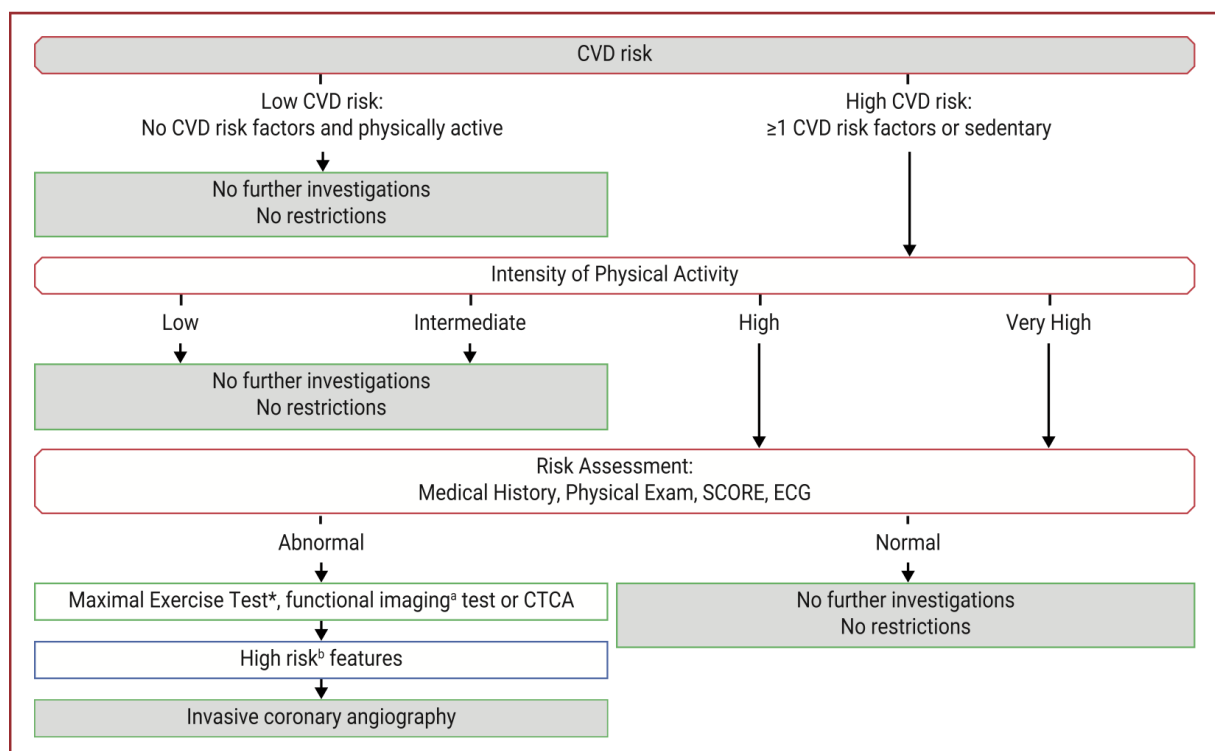 CVD risk
Low CVD risk:
No CVD risk factors and physically active
High CVD risk:
≥1 CVD risk factors or sedentary
No further investigations
No restrictions
Intensity of Physical Activity
Low
Intermediate
High
Very High
No further investigations
No restrictions
Risk Assessment:
Medical History, Physical Exam, SCORE, ECG
Abnormal
Normal
Maximal Exercise Test*, functional imagingᵃ test or CTCA
No further investigations
No restrictions
High riskᵇ features
Invasive coronary angiography